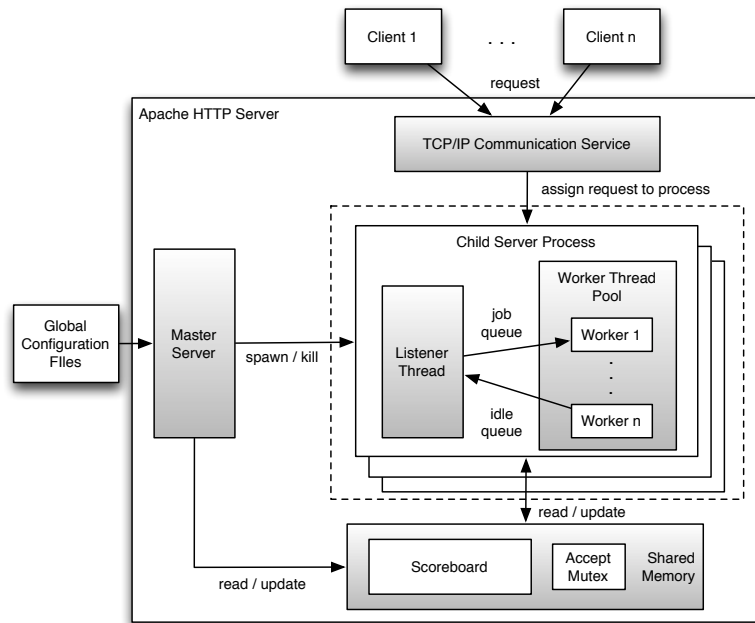 Client 1
. . .
Client n
request
Apache HTTP Server
TCP/IP Communication Service
assign request to process
Child Server Process
Worker Thread
Pool
Global
Configuration
FIles
Master
Server
spawn / kill
Listener
Thread
job
queue
Worker 1
.
.
.
idle
queue
Worker n
read / update
read / update
Scoreboard
Accept
Mutex
Shared
Memory